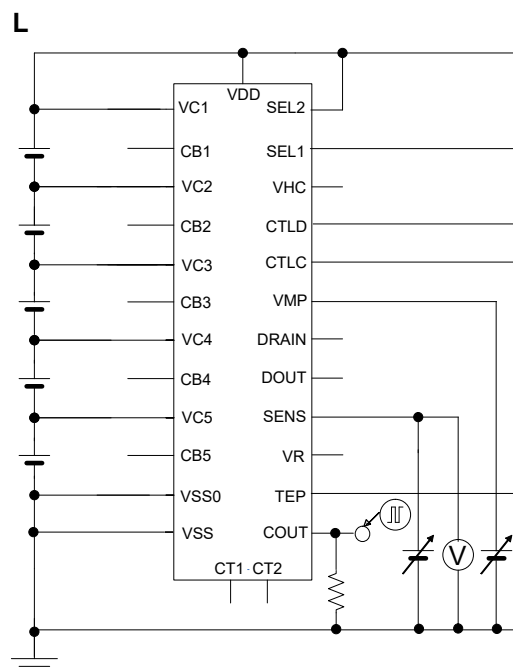 L
VDD
VC1
SEL2
CB1
SEL1
VC2
VHC
CB2
CTLD
VC3
CTLC
CB3
VMP
VC4
DRAIN
CB4
DOUT
VC5
SENS
CB5
VR
VSS0
TEP
VSS
COUT
V
CT1 CT2